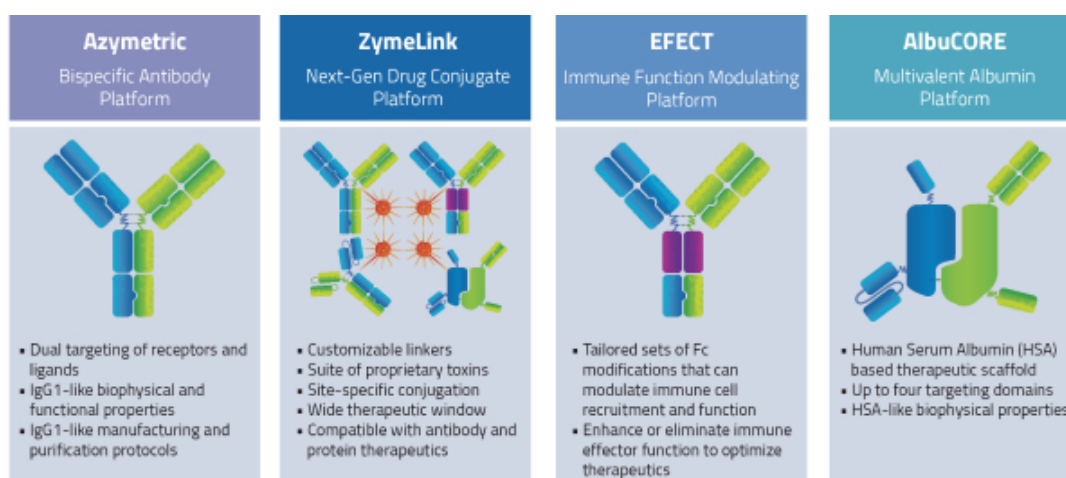 Azymetric
Bispecific Antibody
Platform
▪ Dual targeting of receptors and
ligands
▪ IgG1-like biophysical and
functional properties
▪ IgG1-like manufacturing and
purification protocols
ZymeLink
Next-Gen Drug Conjugate
Platform
▪ Customizable linkers
▪ Suite of proprietary toxins
▪ Site-specific conjugation
▪ Wide therapeutic window
▪ Compatible with antibody and
protein therapeutics
EFECT
Immune Function Modulating
Platform
▪ Tailored sets of Fc
modifications that can
modulate immune cell
recruitment and function
▪ Enhance or eliminate immune
effector function to optimize
therapeutics
AlbuCORE
Multivalent Albumin
Platform
▪ Human Serum Albumin (HSA)
based therapeutic scaffold
▪ Up to four targeting domains
▪ HSA-like biophysical properties